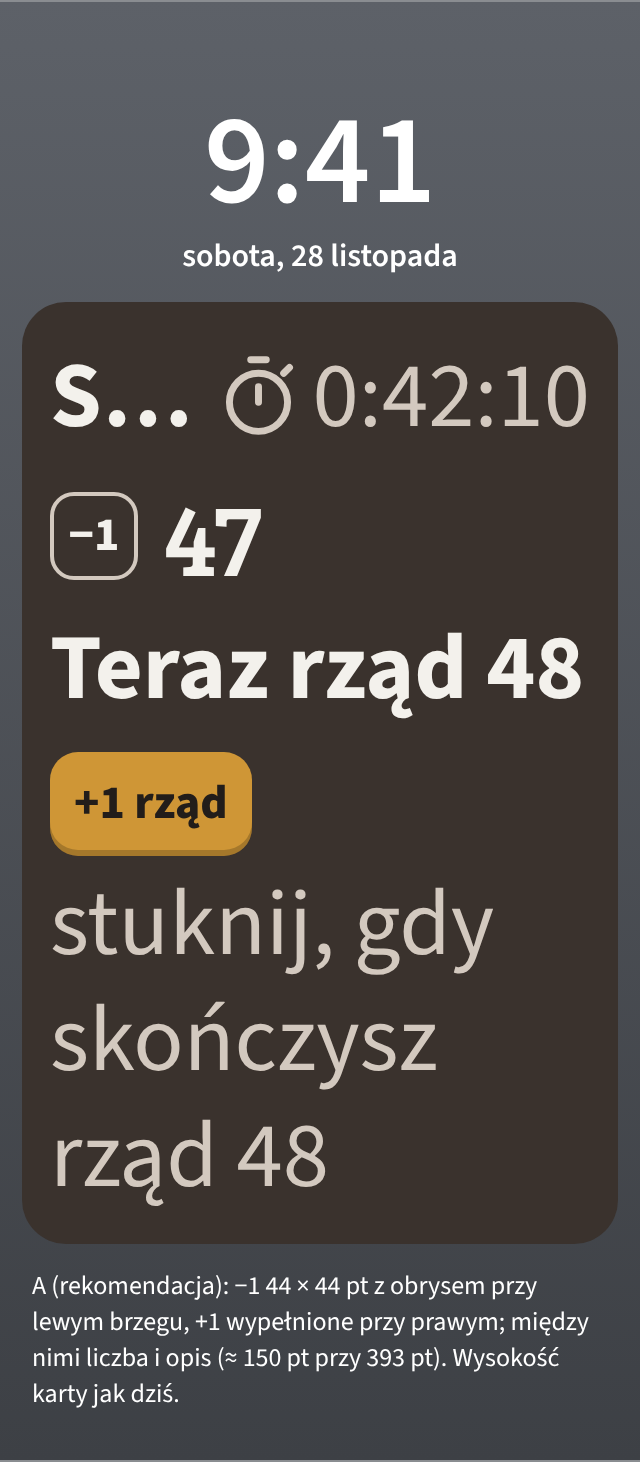 9:41
sobota, 28 listopada
S... 0:42:10
−1 47
Teraz rząd 48
+1 rząd
stuknij, gdy
skończysz
rząd 48
A (rekomendacja): −1 44 × 44 pt z obrysem przy
lewym brzegu, +1 wypełnione przy prawym; między
nimi liczba i opis (≈ 150 pt przy 393 pt). Wysokość
karty jak dziś.